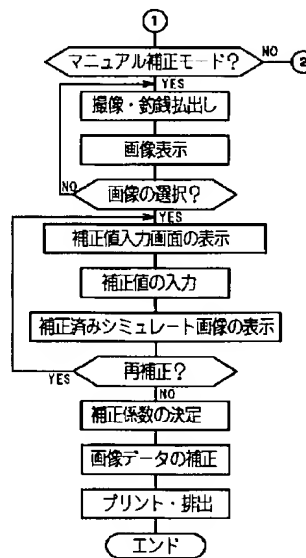 1
マニュアル補正モード?
NO
2
YES
撮像・釣銭払出し
画像表示
NO
画像の選択?
YES
補正値入力画面の表示
補正値の入力
補正済みシミュレート画像の表示
YES
再補正?
NO
補正係数の決定
画像データの補正
プリント・排出
エンド